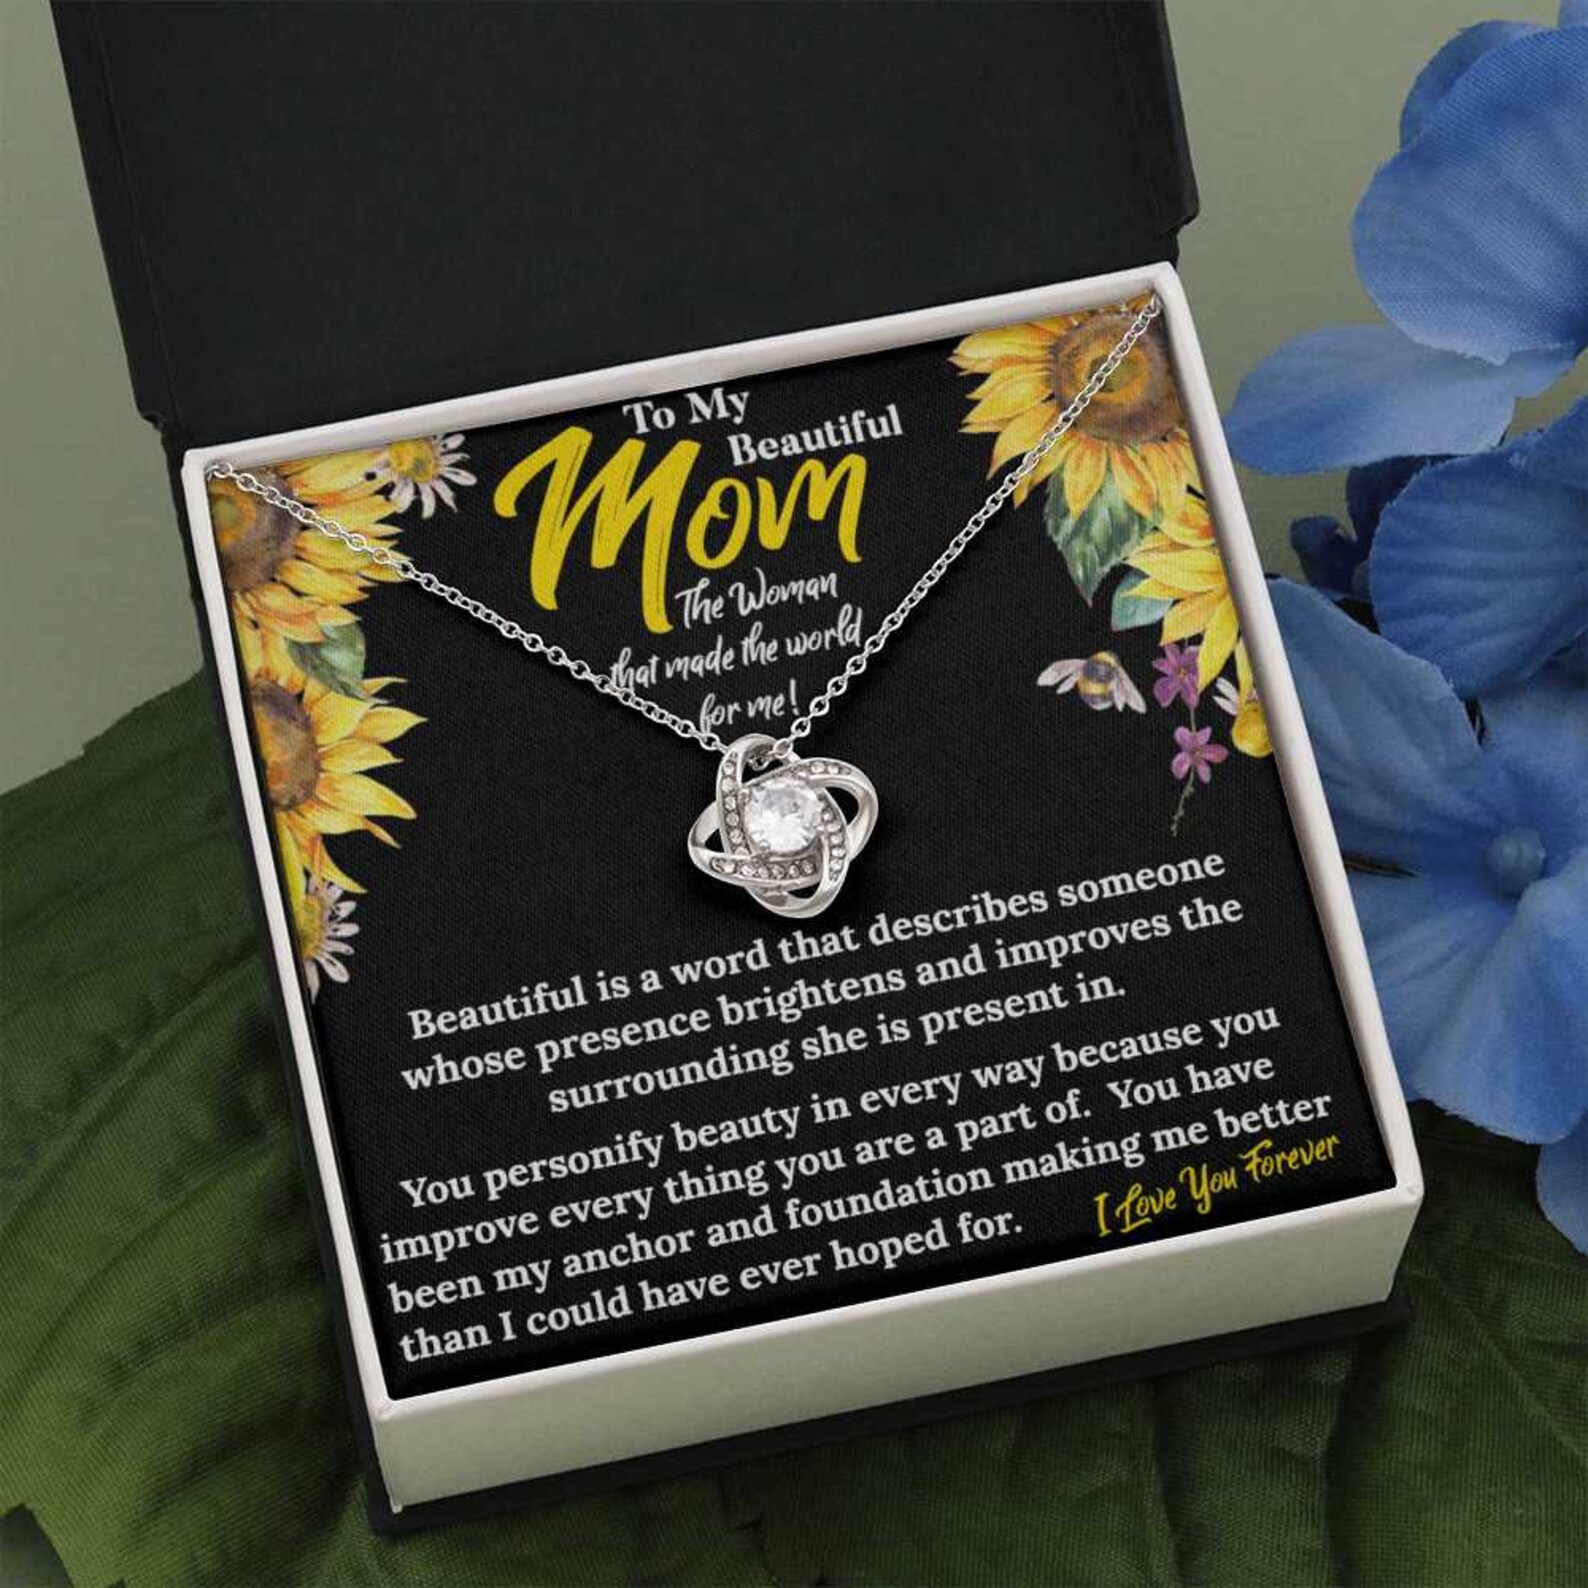 To My
Beautiful
Mom
The Woman
that made the world
for me!
Beautiful is a word that describes someone
whose presence brightens and improves the
surrounding she is present in.
You personify beauty in every way because you
improve every thing you are a part of. You have
been my anchor and foundation making me better
than I could have ever hoped for.
I Love You Forever